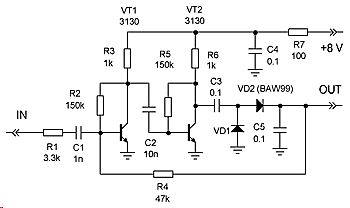 VT1 VT2
3130 3130
R3 R5 R6
1k 150k 1k
C4
0.1
R7
100
+8 V
R2
150k
C3
0.1
VD2 (BAW99)
OUT
IN
R1
3.3k
C1
1n
C2
10n
VD1
C5
0.1
R4
47k